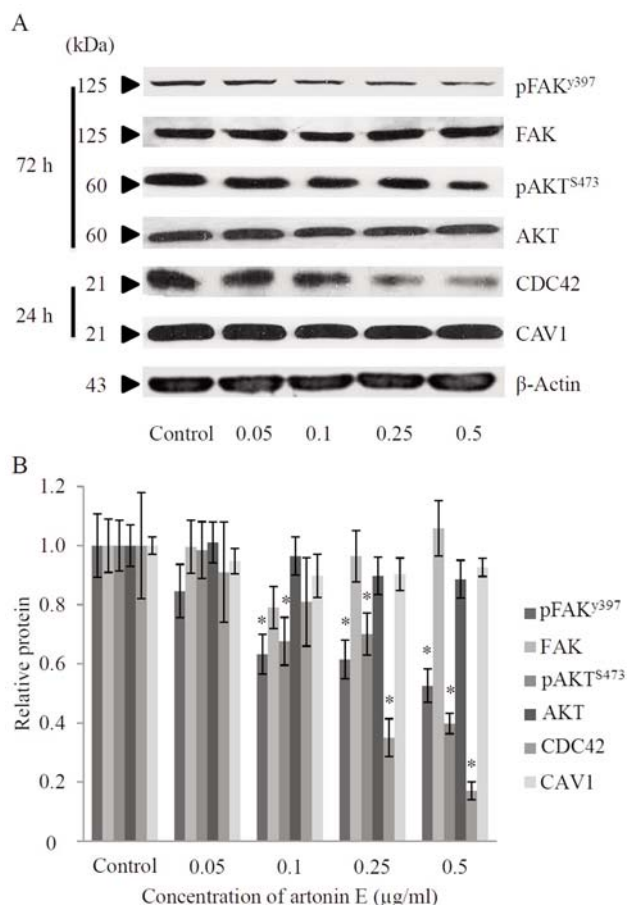 A
(kDa)
125 pFAKʸ³⁹⁷
125 FAK
72 h
60 pAKTˢ⁴⁷³
60 AKT
21 CDC42
24 h
21 CAV1
43 β-Actin
Control 0.05 0.1 0.25 0.5
B
1.2
1.0
0.8
0.6
0.4
0.2
0
Relative protein
* * * * * * * *
pFAKʸ³⁹⁷
FAK
pAKTˢ⁴⁷³
AKT
CDC42
CAV1
Control 0.05 0.1 0.25 0.5
Concentration of artonin E (µg/ml)